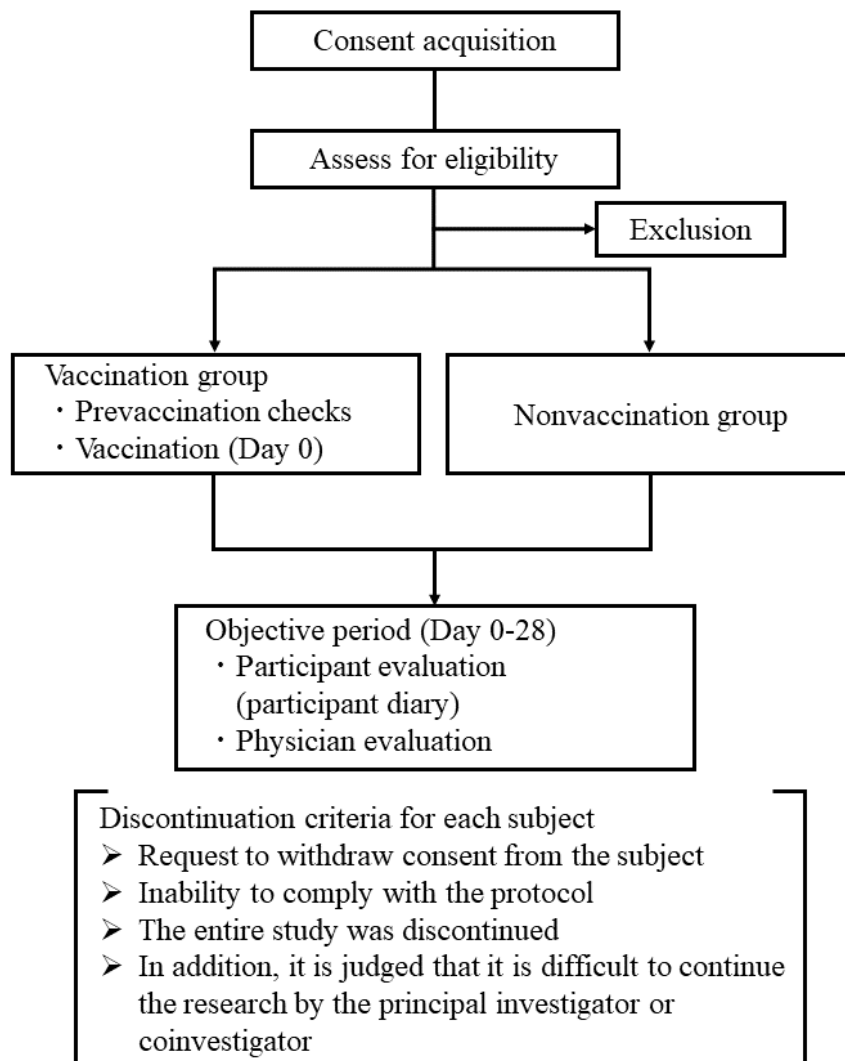 Consent acquisition
Assess for eligibility
Exclusion
Vaccination group
・Prevaccination checks
・Vaccination (Day 0)
Nonvaccination group
Objective period (Day 0-28)
・Participant evaluation
(participant diary)
・Physician evaluation
Discontinuation criteria for each subject
➢ Request to withdraw consent from the subject
➢ Inability to comply with the protocol
➢ The entire study was discontinued
➢ In addition, it is judged that it is difficult to continue
the research by the principal investigator or
coinvestigator